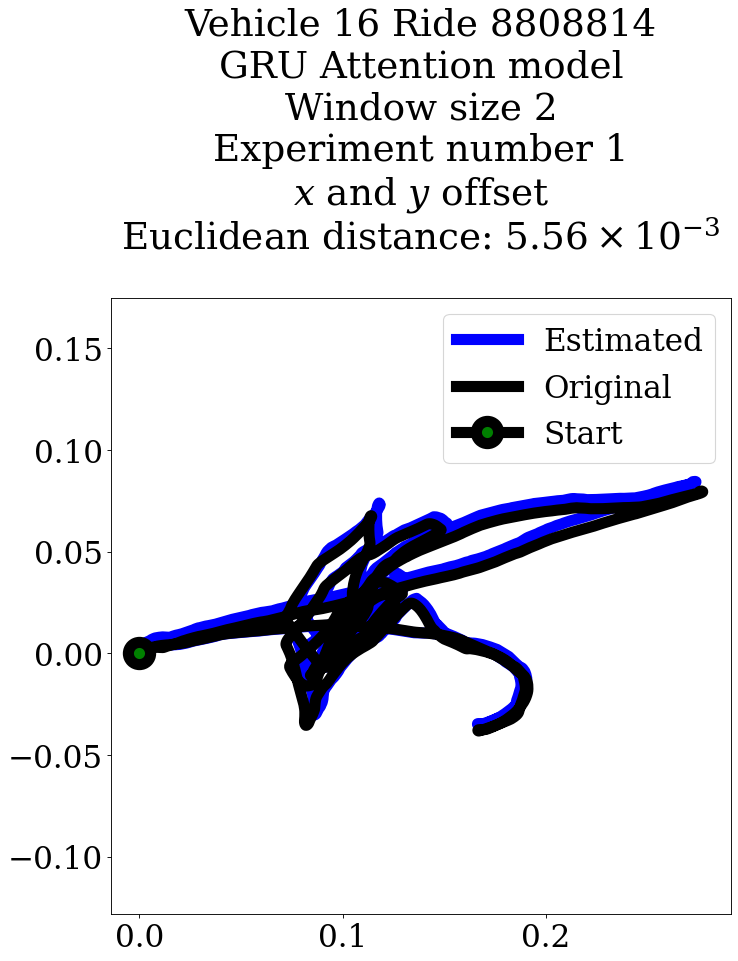 Vehicle 16 Ride 8808814
GRU Attention model
Window size 2
Experiment number 1
x and y offset
Euclidean distance: 5.56 × 10⁻³
Estimated
Original
Start
0.15
0.10
0.05
0.00
−0.05
−0.10
0.0 0.1 0.2